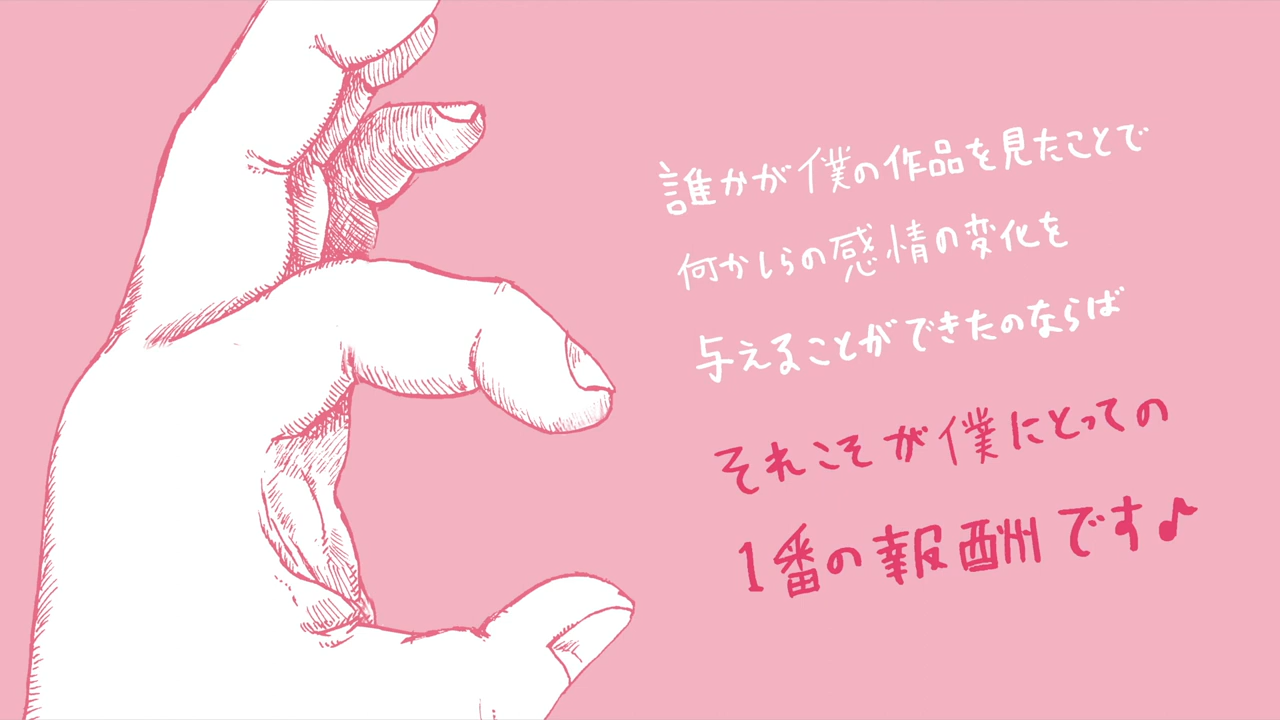 誰かが僕の作品を見たことで
何かしらの感情の変化を
与えることができたのならば
それこそが僕にとっての
1番の報酬です♪